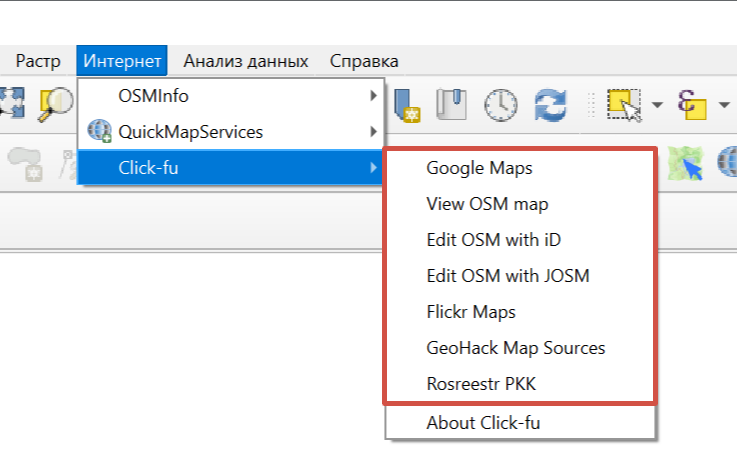 Растр Интернет Анализ данных Справка
OSMInfo
QuickMapServices
Click-fu
Google Maps
View OSM map
Edit OSM with iD
Edit OSM with JOSM
Flickr Maps
GeoHack Map Sources
Rosreestr PKK
About Click-fu